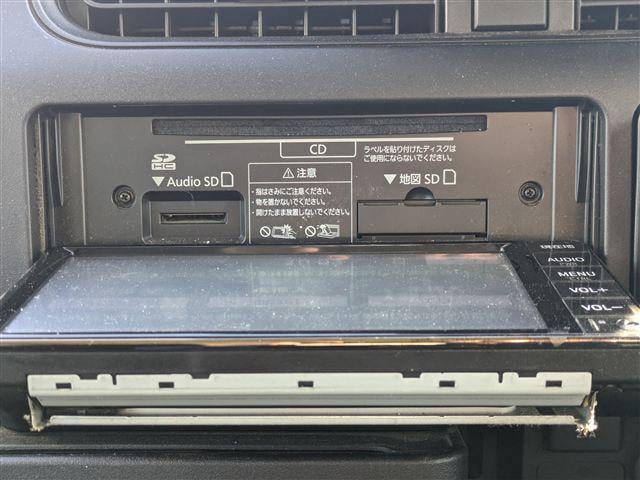 CD
ラベルを貼り付けたディスクは
ご使用にならないでください。
SD
HC
▼Audio SD
⚠注意
・指はさみにご注意ください。
・物を置かないでください。
・開けたまま放置しないでください。
▼地図 SD
AUDIO
PWR
MENU
CTRL
VOL+
VOL−